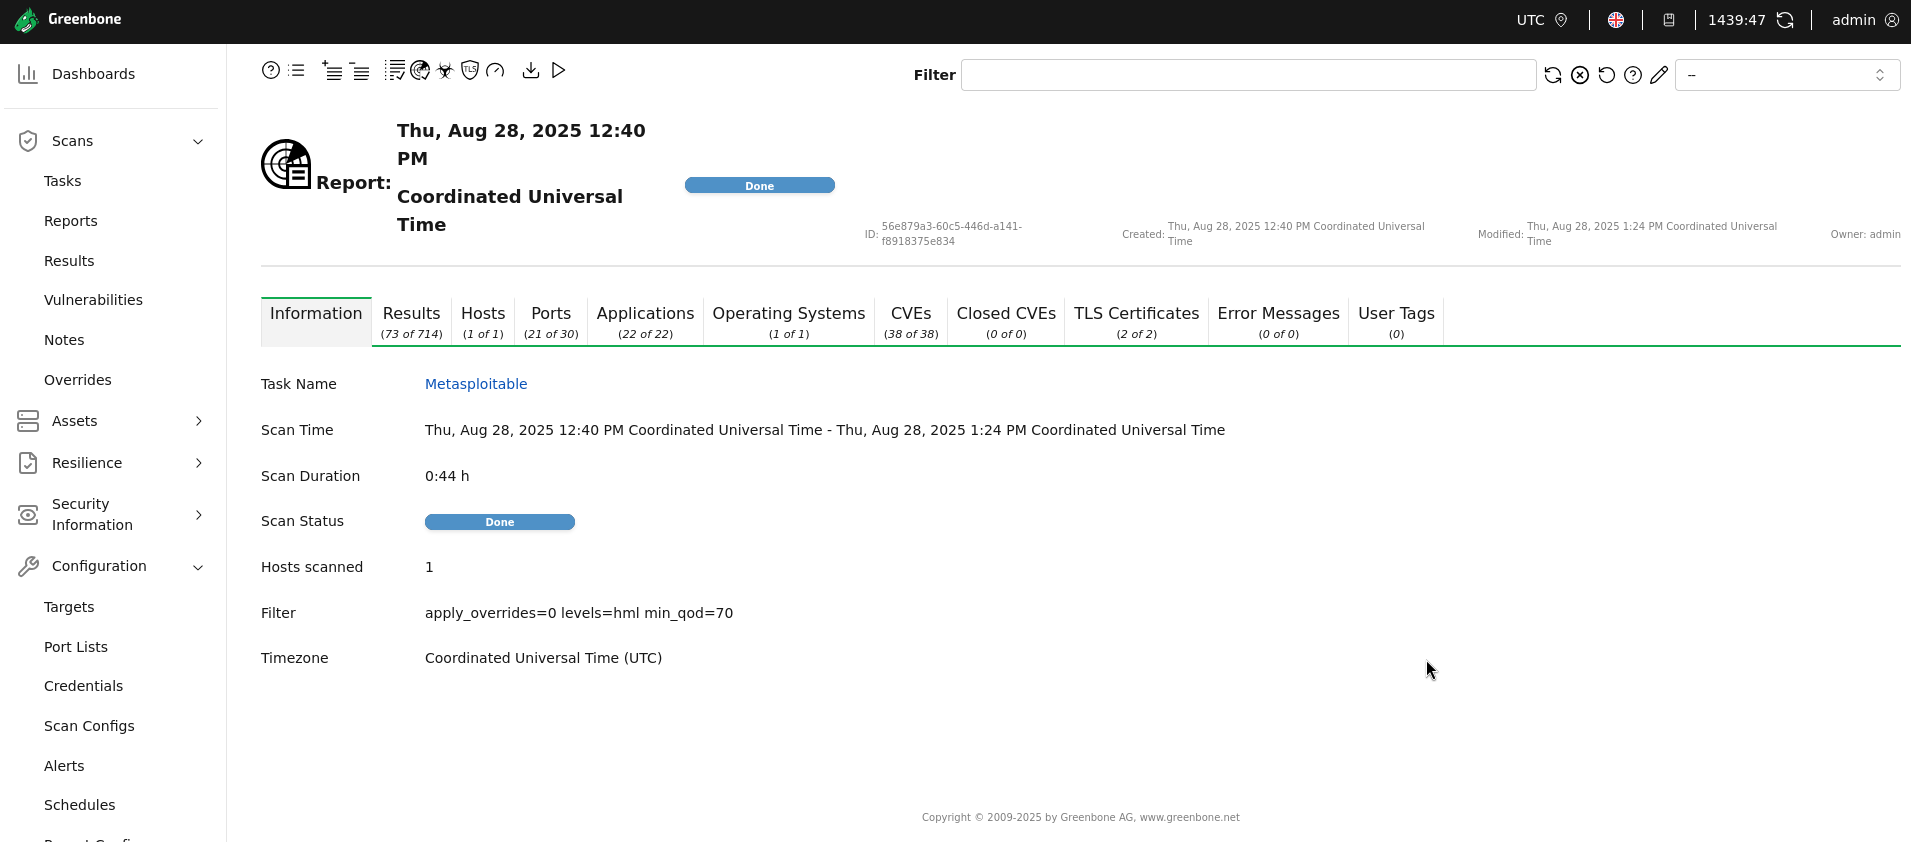 Greenbone
UTC
1439:47
admin
Dashboards
Scans
Tasks
Reports
Results
Vulnerabilities
Notes
Overrides
Assets
Resilience
Security
Information
Configuration
Targets
Port Lists
Credentials
Scan Configs
Alerts
Schedules
TLS
Filter
--
Report:
Thu, Aug 28, 2025 12:40
PM
Coordinated Universal
Time
Done
ID:
56e879a3-60c5-446d-a141-
f8918375e834
Created:
Thu, Aug 28, 2025 12:40 PM Coordinated Universal
Time
Modified:
Thu, Aug 28, 2025 1:24 PM Coordinated Universal
Time
Owner: admin
Information
Results
(73 of 714)
Hosts
(1 of 1)
Ports
(21 of 30)
Applications
(22 of 22)
Operating Systems
(1 of 1)
CVEs
(38 of 38)
Closed CVEs
(0 of 0)
TLS Certificates
(2 of 2)
Error Messages
(0 of 0)
User Tags
(0)
Task Name
Metasploitable
Scan Time
Thu, Aug 28, 2025 12:40 PM Coordinated Universal Time - Thu, Aug 28, 2025 1:24 PM Coordinated Universal Time
Scan Duration
0:44 h
Scan Status
Done
Hosts scanned
1
Filter
apply_overrides=0 levels=hml min_qod=70
Timezone
Coordinated Universal Time (UTC)
Copyright © 2009-2025 by Greenbone AG, www.greenbone.net